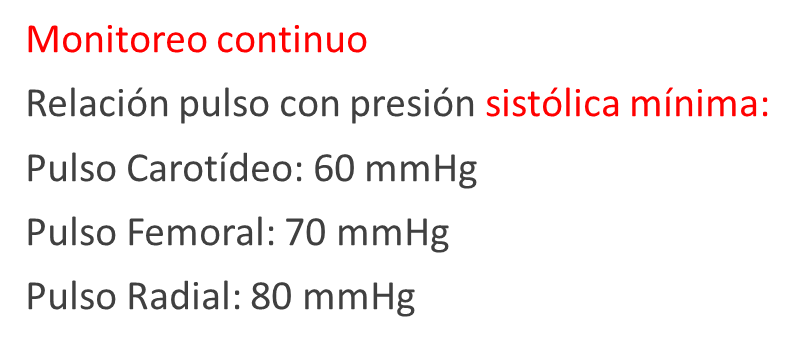 Monitoreo continuo
Relación pulso con presión sistólica mínima:
Pulso Carotídeo: 60 mmHg
Pulso Femoral: 70 mmHg
Pulso Radial: 80 mmHg